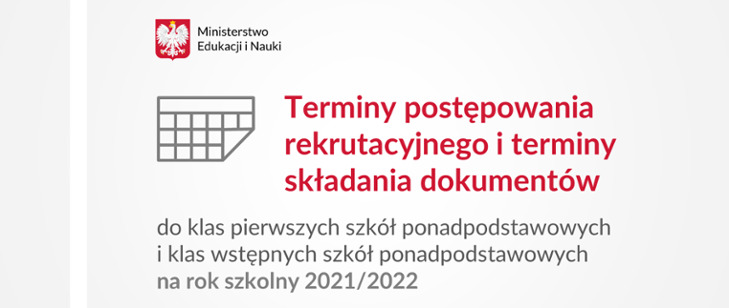 Ministerstwo
Edukacji i Nauki
Terminy postępowania
rekrutacyjnego i terminy
składania dokumentów
do klas pierwszych szkół ponadpodstawowych
i klas wstępnych szkół ponadpodstawowych
na rok szkolny 2021/2022